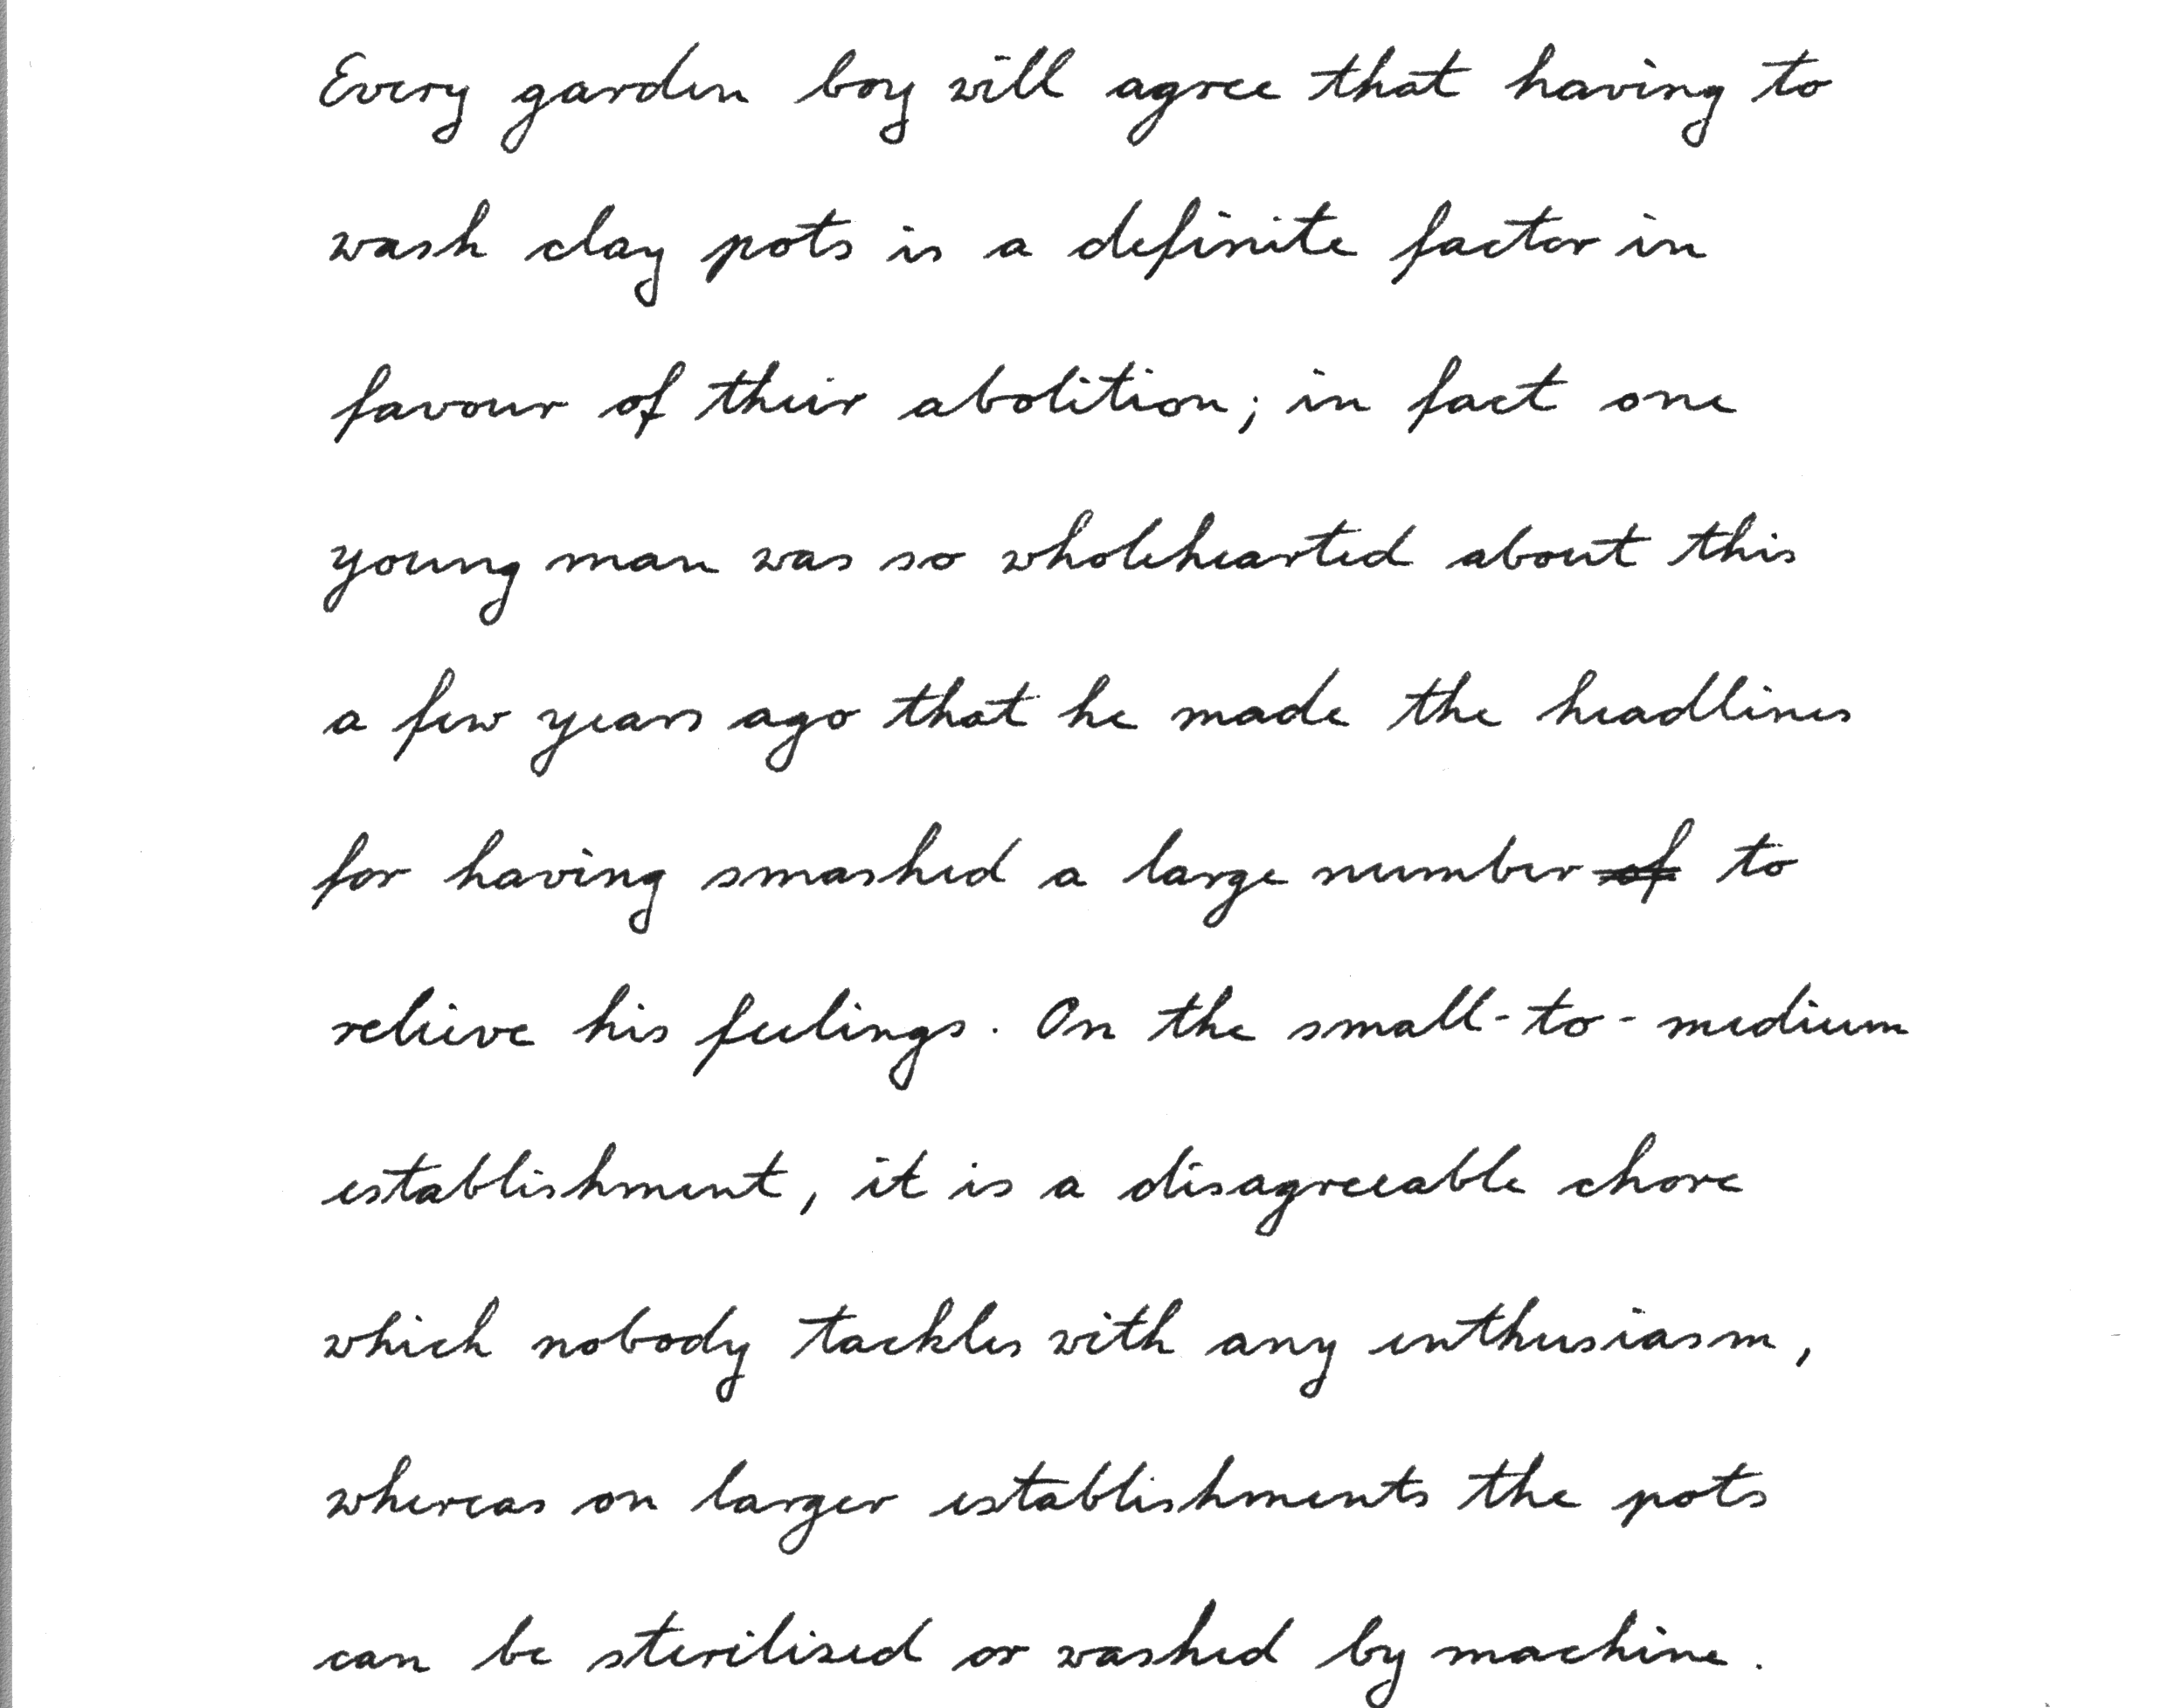 Every garden boy will agree that having to
wash clay pots is a definite factor in
favour of their abolition; in fact one
young man was so wholehearted about this
a few years ago that he made the headlines
for having smashed a large number of to
relieve his feelings. On the small-to-medium
establishment, it is a disagreeable chore
which nobody tackles with any enthusiasm,
whereas on larger establishments the pots
can be sterilised or washed by machine.